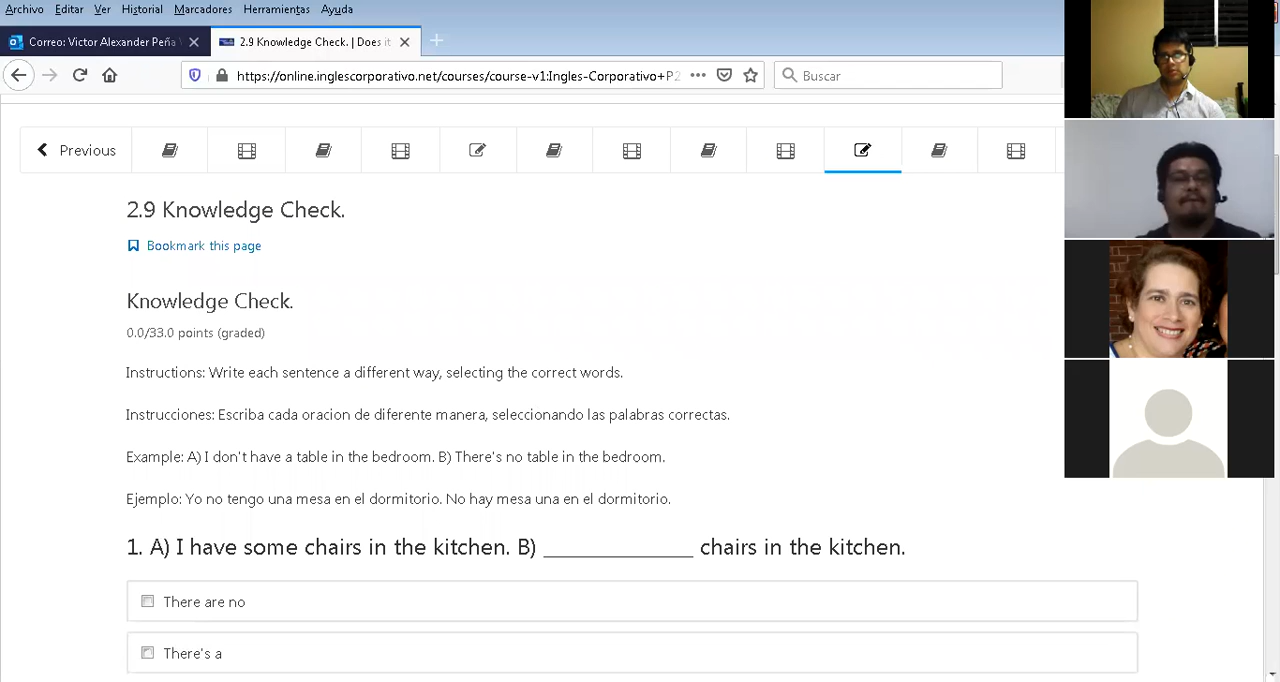 Archivo Editar Ver Historial Marcadores Herramientas Ayuda
Correo: Victor Alexander Peña
2.9 Knowledge Check. | Does it
https://online.inglescorporativo.net/courses/course-v1:Ingles-Corporativo+P2
Buscar
Previous
2.9 Knowledge Check.
Bookmark this page
Knowledge Check.
0.0/33.0 points (graded)
Instructions: Write each sentence a different way, selecting the correct words.
Instrucciones: Escriba cada oracion de diferente manera, seleccionando las palabras correctas.
Example: A) I don't have a table in the bedroom. B) There's no table in the bedroom.
Ejemplo: Yo no tengo una mesa en el dormitorio. No hay mesa una en el dormitorio.
1. A) I have some chairs in the kitchen. B) ______________ chairs in the kitchen.
There are no
There's a